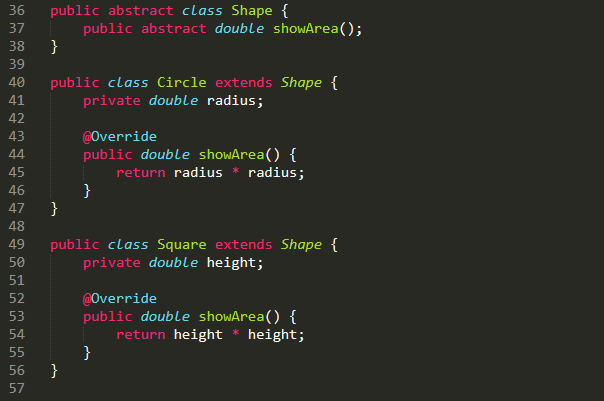 36 public abstract class Shape {
37     public abstract double showArea();
38 }
39
40 public class Circle extends Shape {
41     private double radius;
42
43     @Override
44     public double showArea() {
45         return radius * radius;
46     }
47 }
48
49 public class Square extends Shape {
50     private double height;
51
52     @Override
53     public double showArea() {
54         return height * height;
55     }
56 }
57